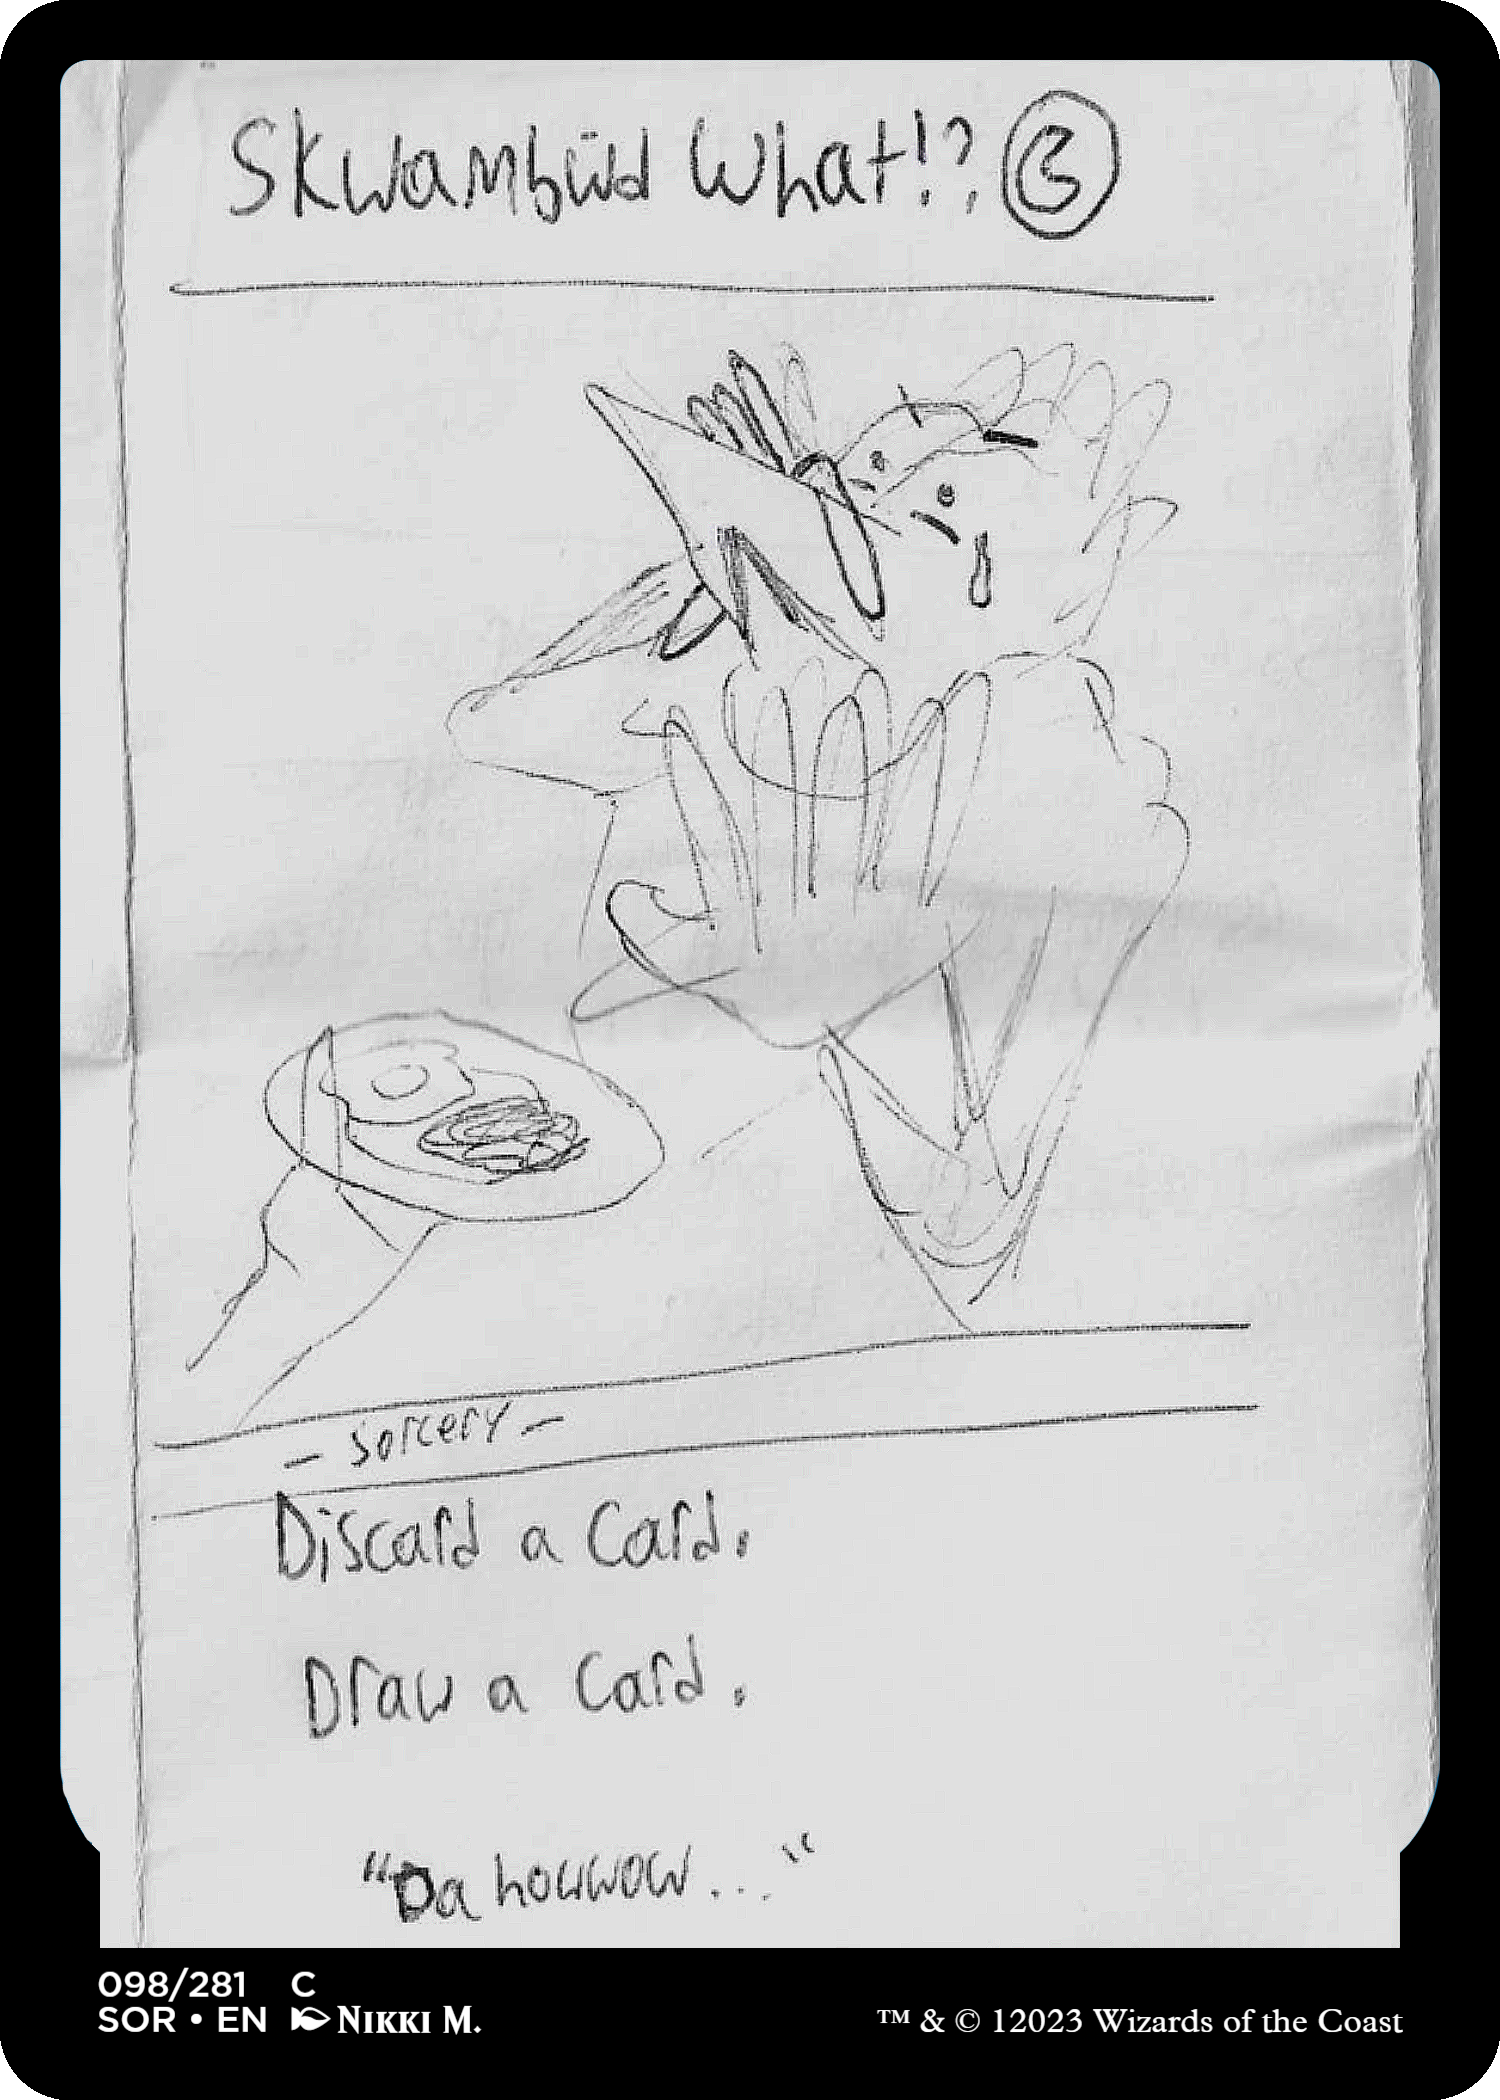 Skwambüd What!? 3
- sorcery -
Discard a Card.
Draw a Card.
"Da howwow..."
098/281 C
SOR • EN NIKKI M.
™ & © 12023 Wizards of the Coast